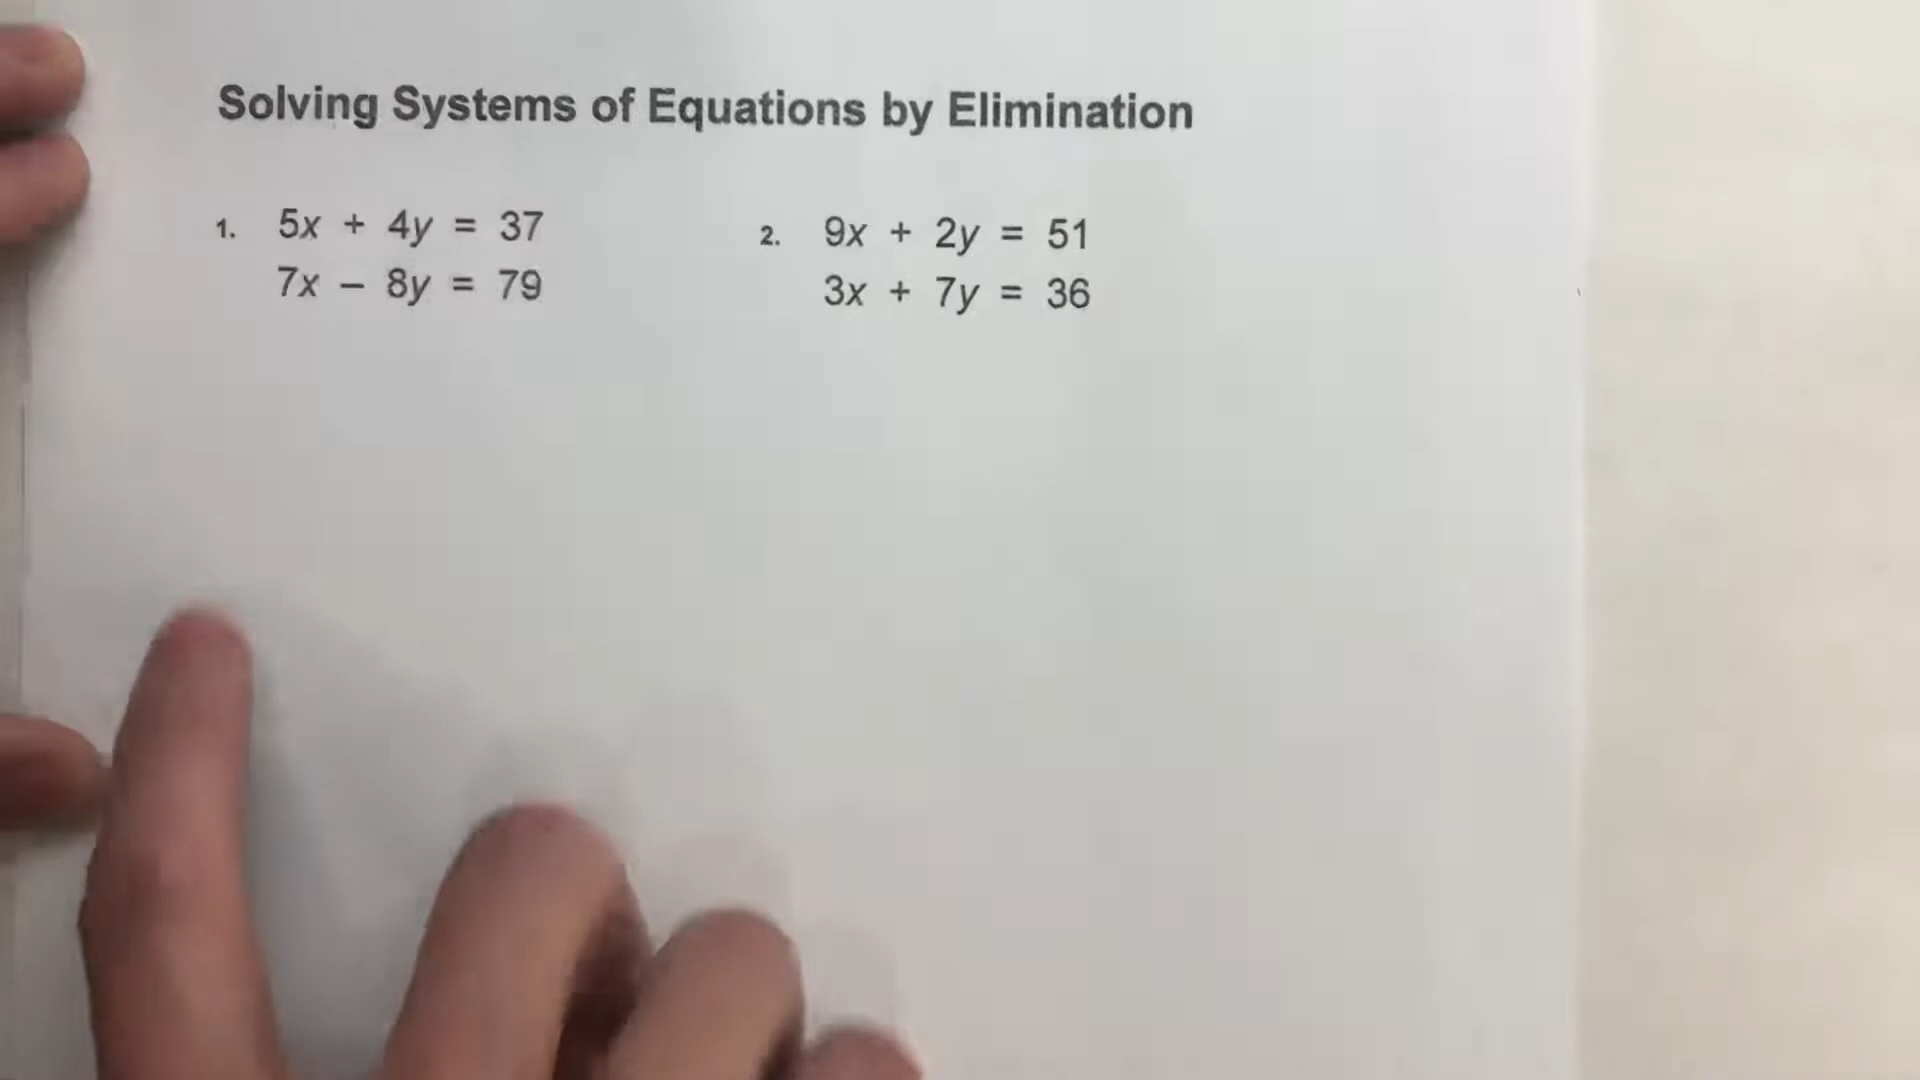 Solving Systems of Equations by Elimination
1. 5x + 4y = 37
7x – 8y = 79
2. 9x + 2y = 51
3x + 7y = 36